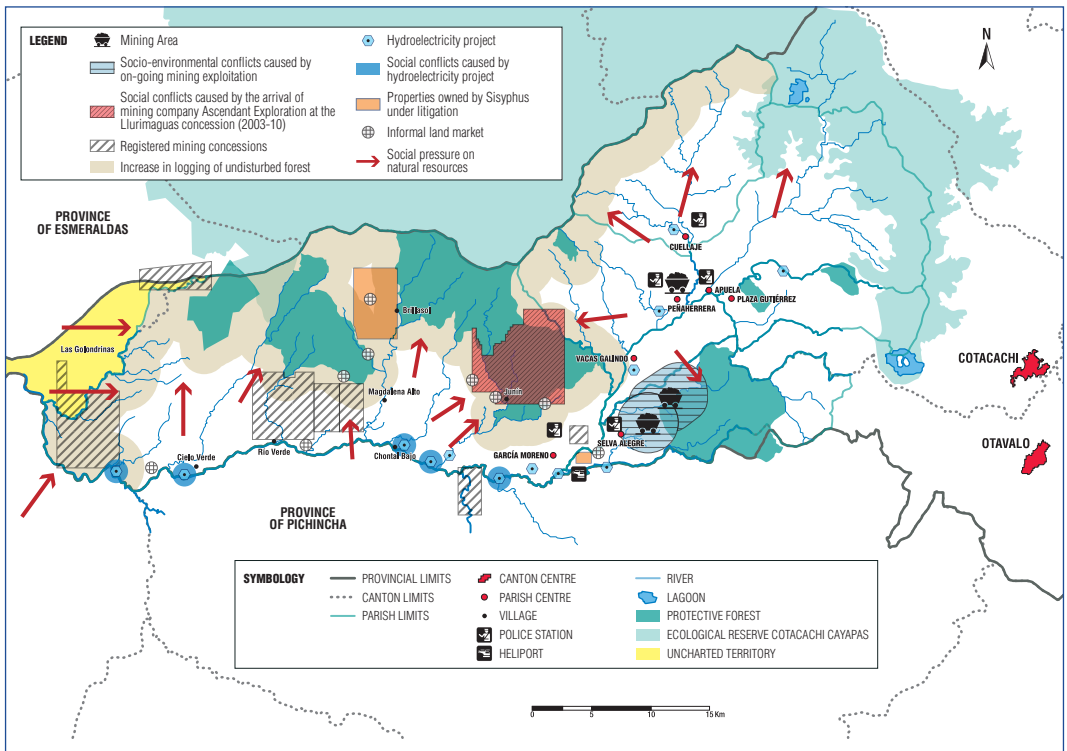 LEGEND
Mining Area
Socio-environmental conflicts caused by
on-going mining exploitation
Social conflicts caused by the arrival of
mining company Ascendant Exploration at the
Llurimaguas concession (2003-10)
Registered mining concessions
Increase in logging of undisturbed forest
Hydroelectricity project
Social conflicts caused by
hydroelectricity project
Properties owned by Sisyphus
under litigation
Informal land market
Social pressure on
natural resources
N
PROVINCE
OF ESMERALDAS
CUELLAJE
APUELA
PLAZA GUTIÉRREZ
PEÑAHERRERA
Brillasol
Las Golondrinas
VACAS GALINDO
COTACACHI
Magdallena Alto
Junín
SELVA ALEGRE
OTAVALO
Río Verde
Chontal Bajo
GARCÍA MORENO
Cielo Verde
PROVINCE
OF PICHINCHA
SYMBOLOGY
PROVINCIAL LIMITS
CANTON LIMITS
PARISH LIMITS
CANTON CENTRE
PARISH CENTRE
VILLAGE
POLICE STATION
HELIPORT
RIVER
LAGOON
PROTECTIVE FOREST
ECOLOGICAL RESERVE COTACACHI CAYAPAS
UNCHARTED TERRITORY
0 5 10 15 Km